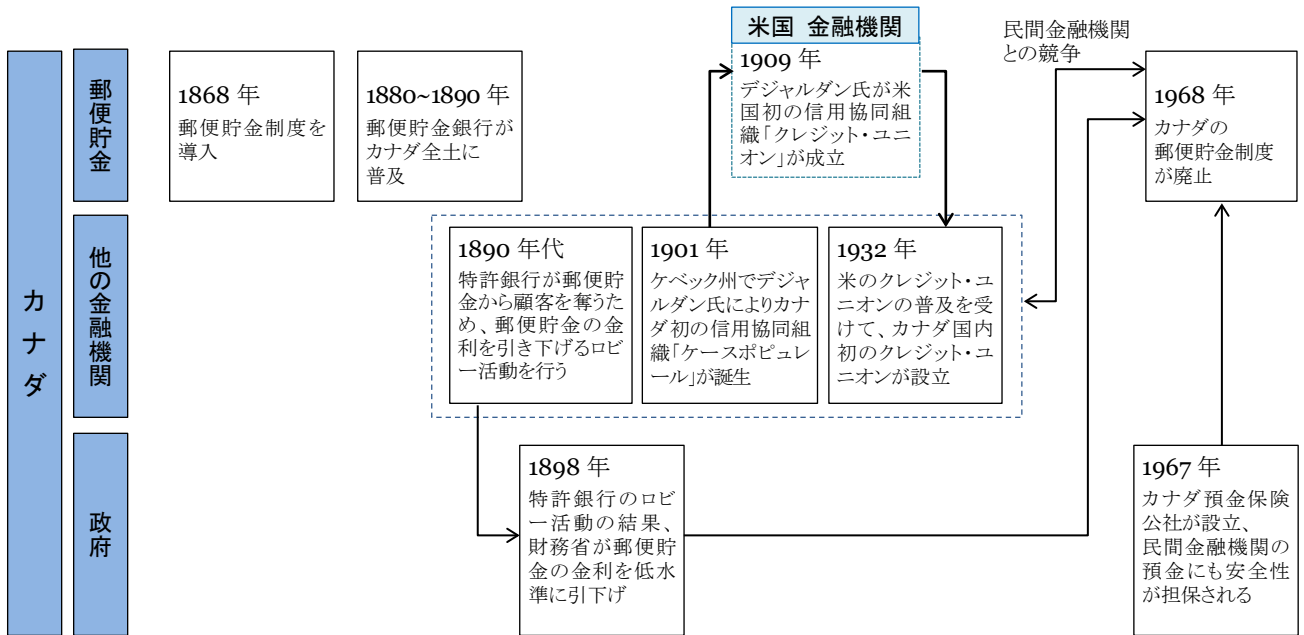 カナダ
郵便貯金
他の金融機関
政府
米国 金融機関
1868 年
郵便貯金制度を
導入
1880~1890 年
郵便貯金銀行が
カナダ全土に
普及
1909 年
デジャルダン氏が米
国初の信用協同組
織「クレジット・ユニ
オン」が成立
民間金融機関
との競争
1968 年
カナダの
郵便貯金制度
が廃止
1890 年代
特許銀行が郵便貯
金から顧客を奪うた
め、郵便貯金の金
利を引き下げるロビ
ー活動を行う
1901 年
ケベック州でデジャ
ルダン氏によりカナ
ダ初の信用協同組
織「ケースポピュレ
ール」が誕生
1932 年
米のクレジット・ユ
ニオンの普及を受
けて、カナダ国内
初のクレジット・ユ
ニオンが設立
1898 年
特許銀行のロビ
ー活動の結果、
財務省が郵便貯
金の金利を低水
準に引下げ
1967 年
カナダ預金保険
公社が設立、
民間金融機関の
預金にも安全性
が担保される